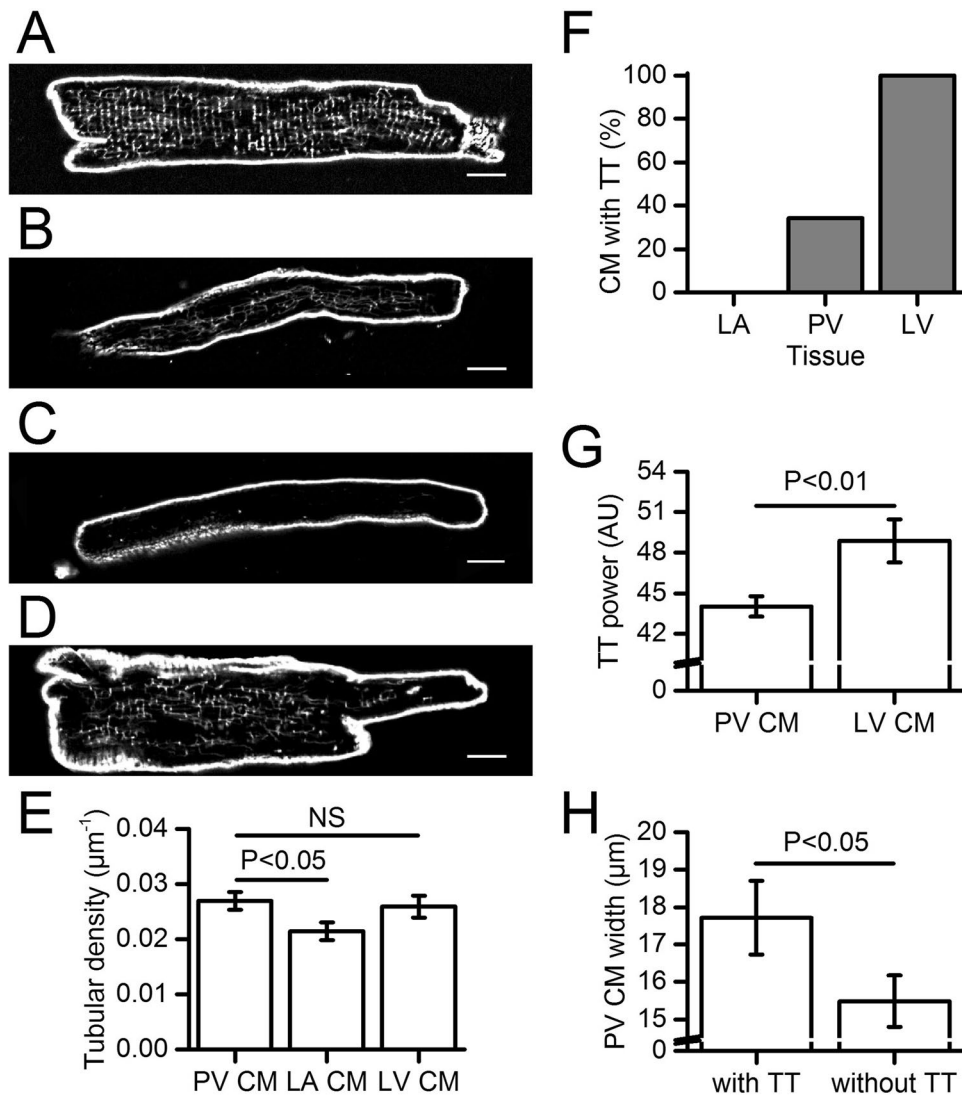 A
B
C
D
E
Tubular density (µm⁻¹)
0.04
0.03
0.02
0.01
0.00
NS
P<0.05
PV CM LA CM LV CM
F
CM with TT (%)
100
80
60
40
20
0
LA PV LV
Tissue
G
TT power (AU)
54
51
48
45
42
0
P<0.01
PV CM LV CM
H
PV CM width (µm)
20
19
18
17
16
15
0
P<0.05
with TT without TT